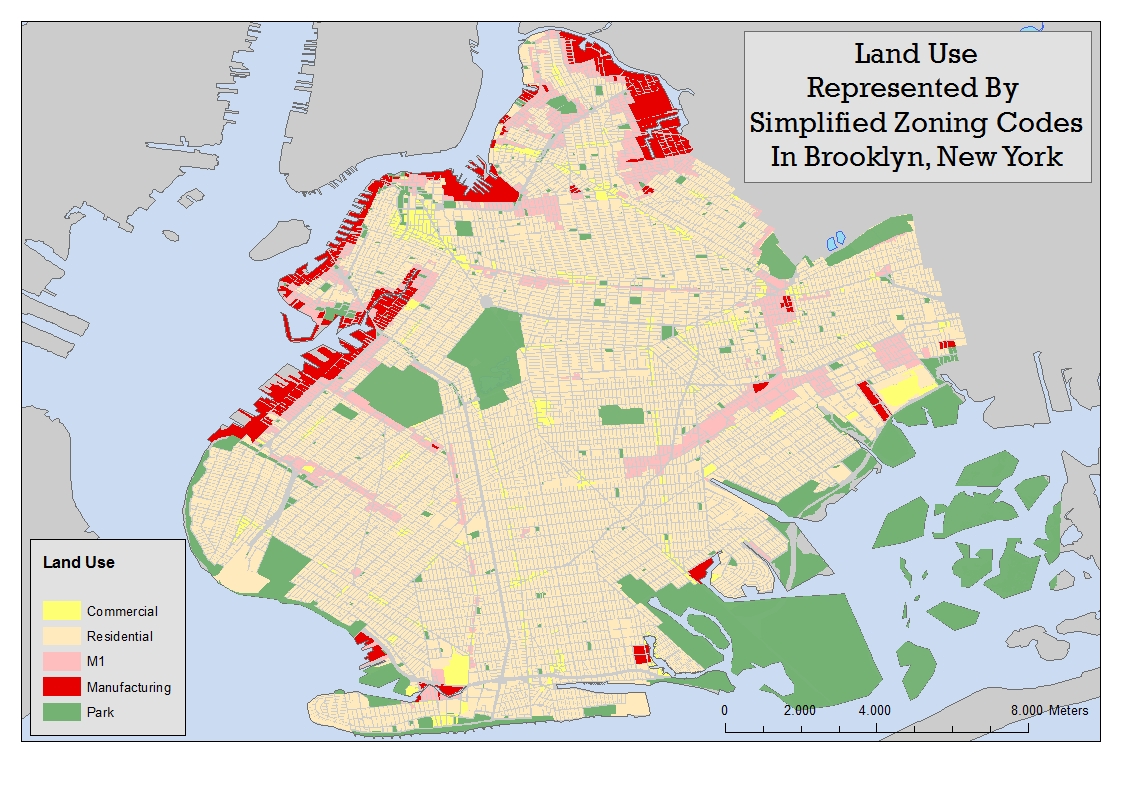 Land Use
Represented By
Simplified Zoning Codes
In Brooklyn, New York
Land Use
Commercial
Residential
M1
Manufacturing
Park
0 2.000 4.000 8.000 Meters